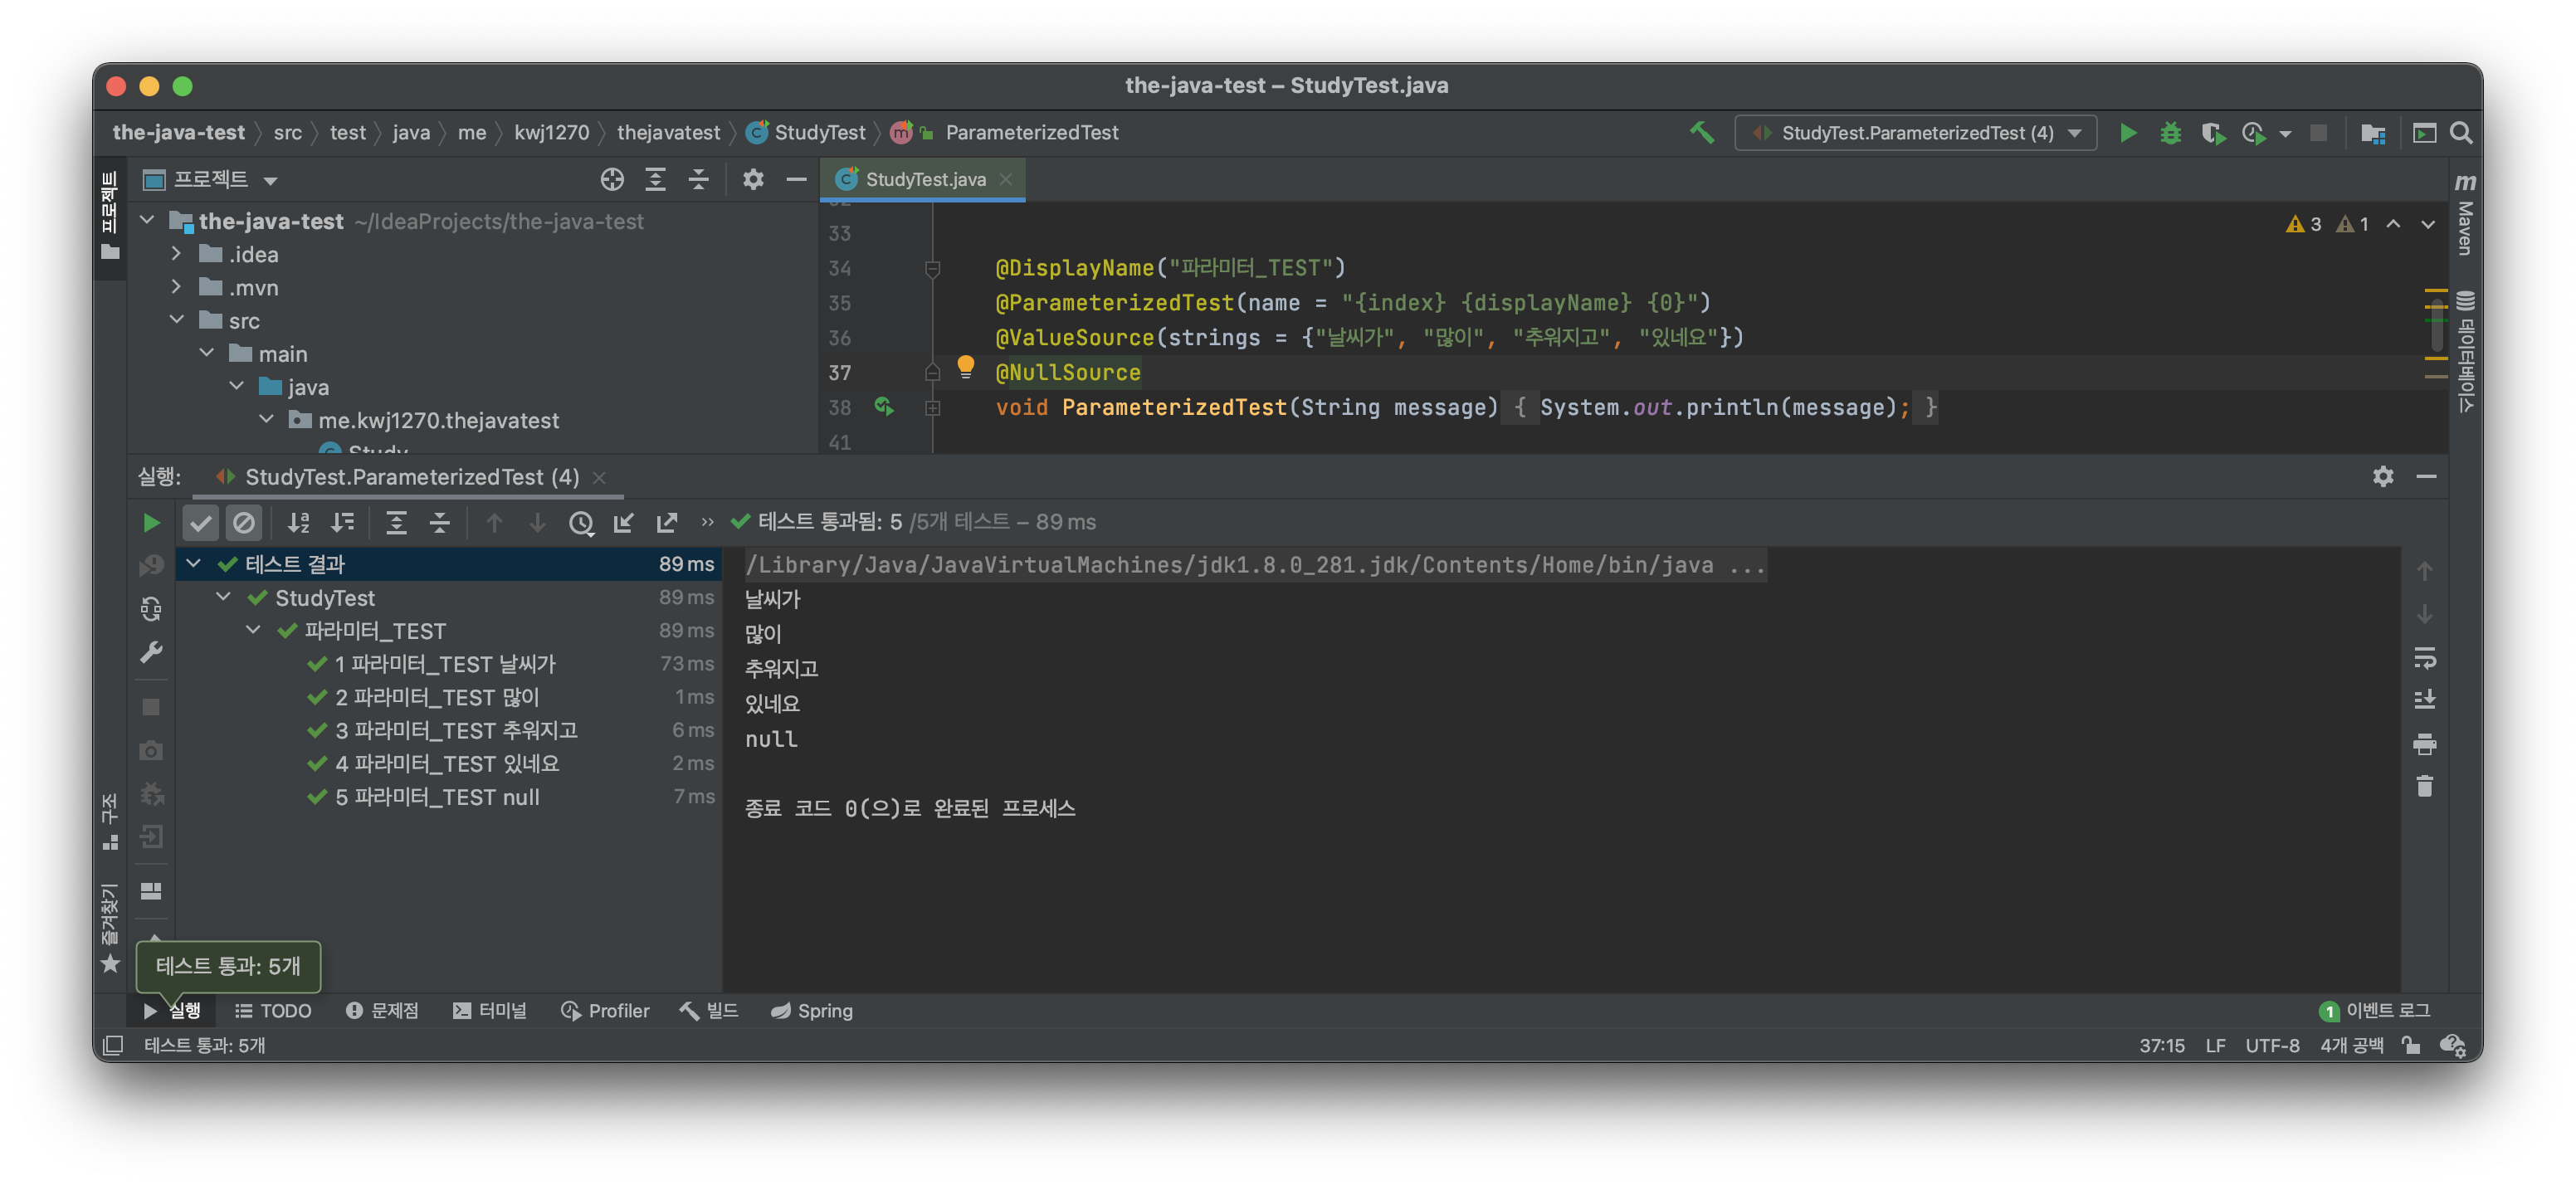 the-java-test – StudyTest.java
the-java-test src test java me kwj1270 thejavatest StudyTest ParameterizedTest
StudyTest.ParameterizedTest (4)
프로젝트
프로젝트
StudyTest.java
the-java-test ~/IdeaProjects/the-java-test
.idea
.mvn
src
main
java
me.kwj1270.thejavatest
Study
33
34 @DisplayName("파라미터_TEST")
35 @ParameterizedTest(name = "{index} {displayName} {0}")
36 @ValueSource(strings = {"날씨가", "많이", "추워지고", "있네요"})
37 @NullSource
38 void ParameterizedTest(String message) { System.out.println(message); }
41
3 1
m Maven
데이터베이스
실행: StudyTest.ParameterizedTest (4)
테스트 통과됨: 5 /5개 테스트 – 89 ms
테스트 결과 89 ms
StudyTest 89 ms
파라미터_TEST 89 ms
1 파라미터_TEST 날씨가 73 ms
2 파라미터_TEST 많이 1 ms
3 파라미터_TEST 추워지고 6 ms
4 파라미터_TEST 있네요 2 ms
5 파라미터_TEST null 7 ms
/Library/Java/JavaVirtualMachines/jdk1.8.0_281.jdk/Contents/Home/bin/java ...
날씨가
많이
추워지고
있네요
null
종료 코드 0(으)로 완료된 프로세스
구조
즐겨찾기
테스트 통과: 5개
실행 TODO 문제점 터미널 Profiler 빌드 Spring
1 이벤트 로그
테스트 통과: 5개
37:15 LF UTF-8 4개 공백